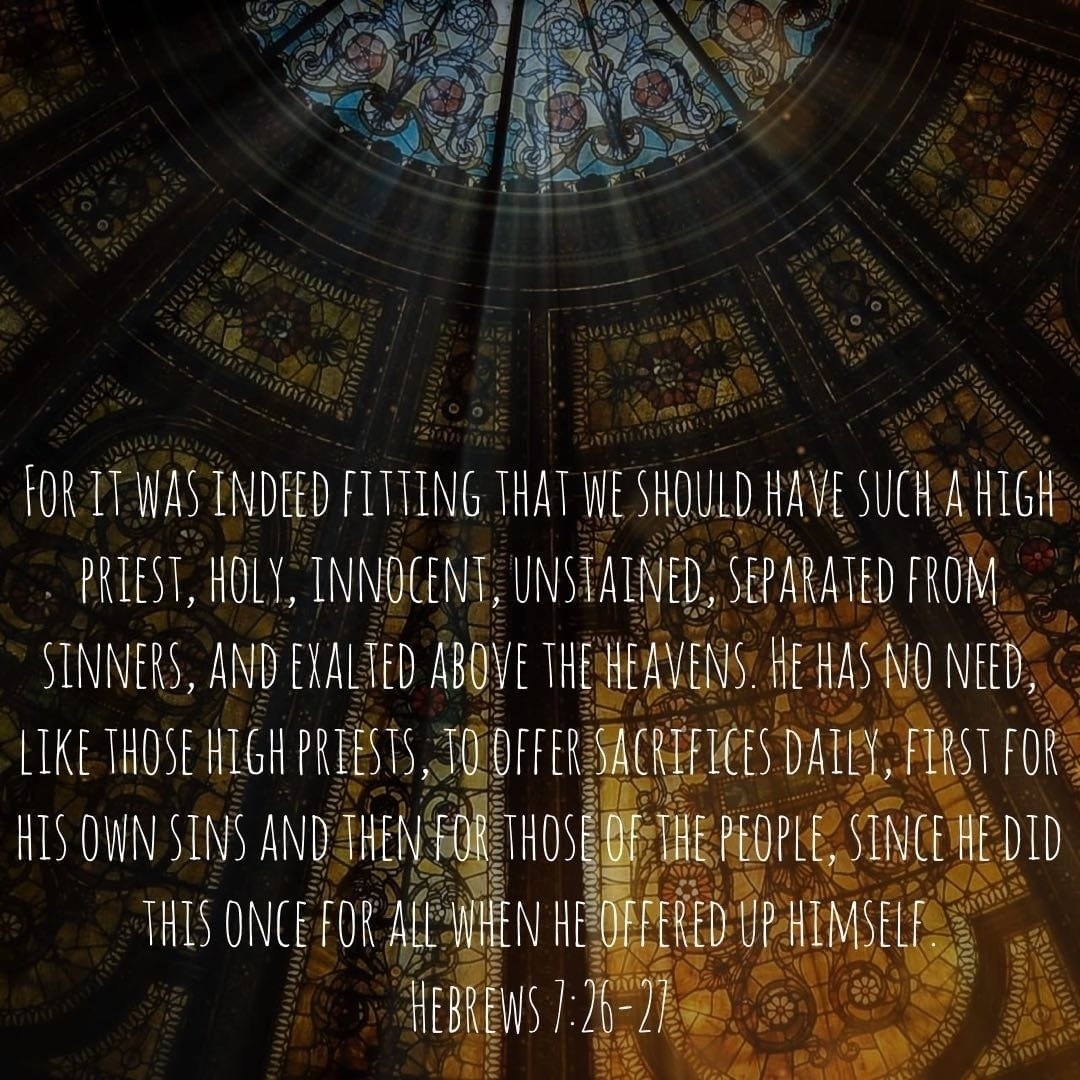 For it was indeed fitting that we should have such a high
priest, holy, innocent, unstained, separated from
sinners, and exalted above the heavens. He has no need,
like those high priests, to offer sacrifices daily, first for
his own sins and then for those of the people, since he did
this once for all when he offered up himself.
Hebrews 7:26-27